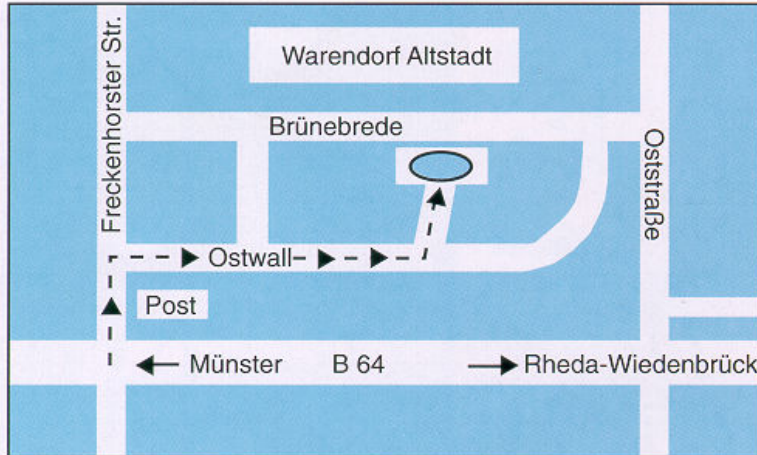 Freckenhorster Str.
Warendorf Altstadt
Brünebrede
Oststraße
Ostwall
Post
Münster
B 64
Rheda-Wiedenbrück